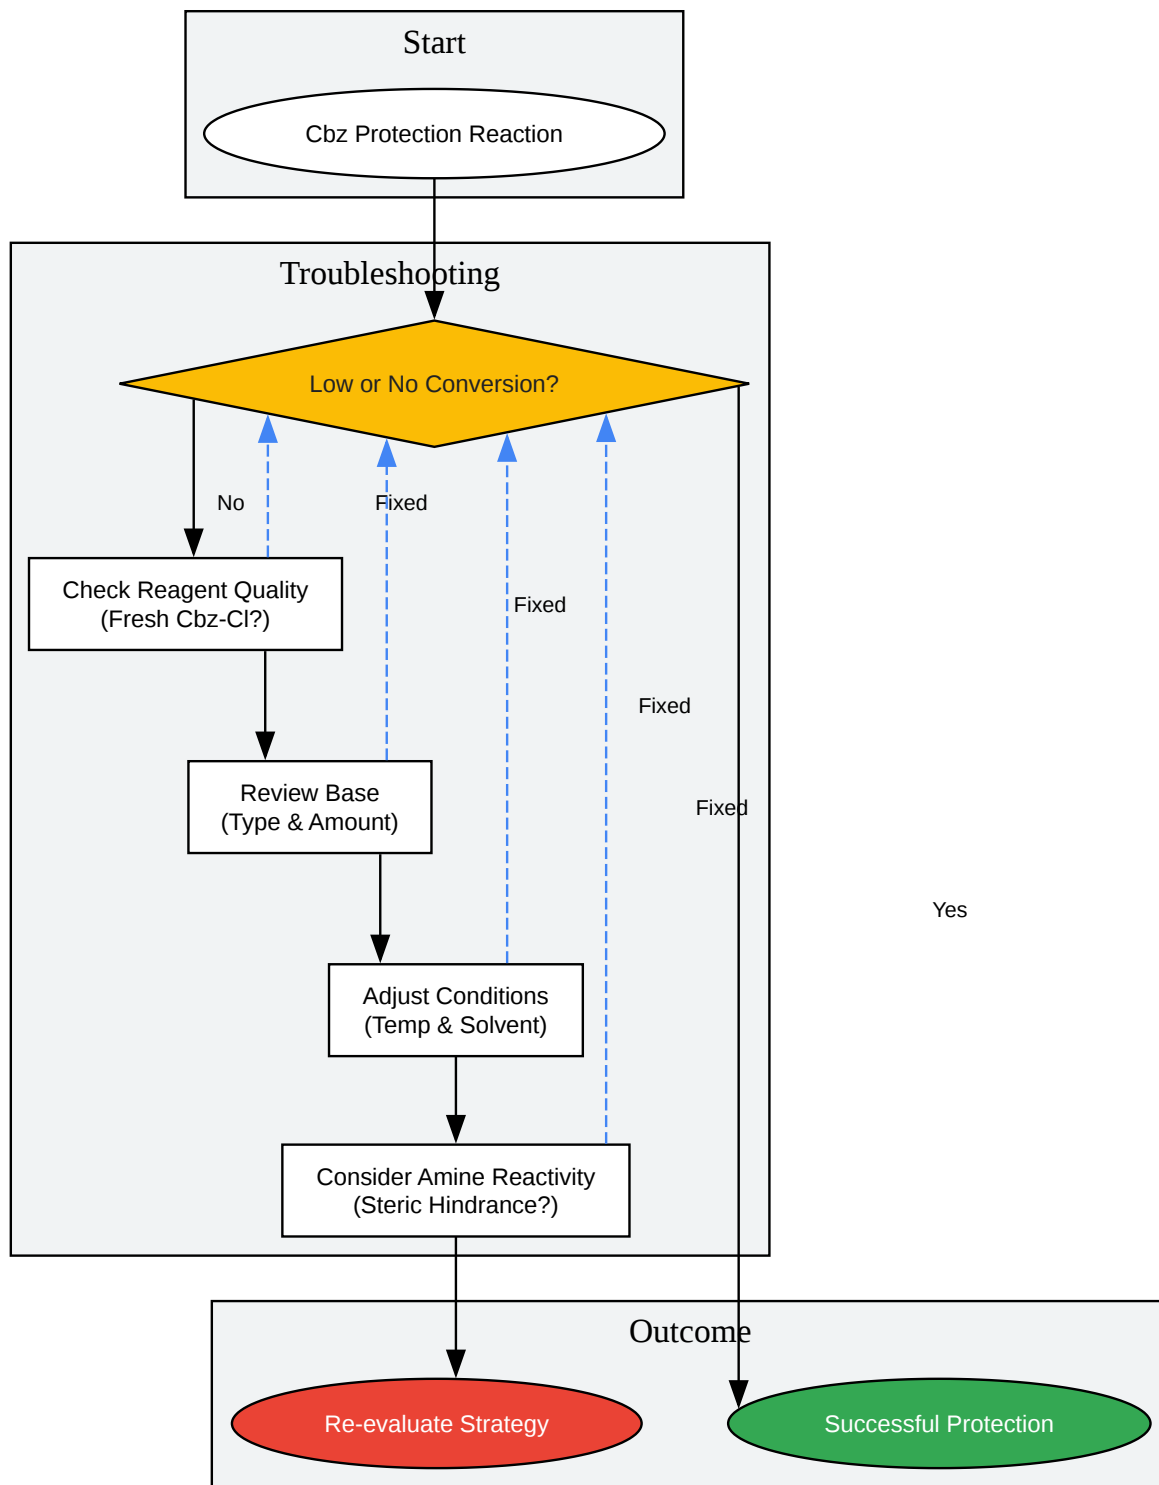 Start
Cbz Protection Reaction
Troubleshooting
Low or No Conversion?
No
Fixed
Check Reagent Quality
(Fresh Cbz-Cl?)
Fixed
Fixed
Review Base
(Type & Amount)
Fixed
Yes
Adjust Conditions
(Temp & Solvent)
Consider Amine Reactivity
(Steric Hindrance?)
Outcome
Re-evaluate Strategy
Successful Protection